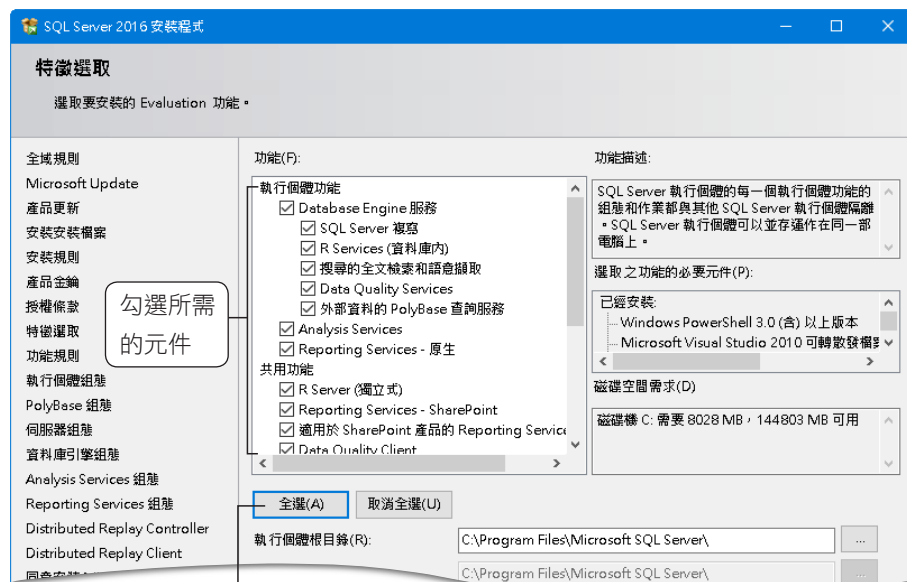 SQL Server 2016 安裝程式
特徵選取
選取要安裝的 Evaluation 功能。
全域規則
Microsoft Update
產品更新
安裝安裝檔案
安裝規則
產品金鑰
授權條款
特徵選取
功能規則
執行個體組態
PolyBase 組態
伺服器組態
資料庫引擎組態
Analysis Services 組態
Reporting Services 組態
Distributed Replay Controller
Distributed Replay Client
勾選所需
的元件
功能(F):
執行個體功能
Database Engine 服務
SQL Server 複寫
R Services (資料庫內)
搜尋的全文檢索和語意擷取
Data Quality Services
外部資料的 PolyBase 查詢服務
Analysis Services
Reporting Services - 原生
共用功能
R Server (獨立式)
Reporting Services - SharePoint
適用於 SharePoint 產品的 Reporting Service
Data Quality Client
全選(A)
取消全選(U)
執行個體根目錄(R):
C:\Program Files\Microsoft SQL Server\
...
C:\Program Files\Microsoft SQL Server\
...
功能描述:
SQL Server 執行個體的每一個執行個體功能的
組態和作業都與其他 SQL Server 執行個體隔離
。SQL Server 執行個體可以並存運作在同一部
電腦上。
選取之功能的必要元件(P):
已經安裝:
Windows PowerShell 3.0 (含) 以上版本
Microsoft Visual Studio 2010 可轉散發檔案
磁碟空間需求(D)
磁碟機 C: 需要 8028 MB，144803 MB 可用